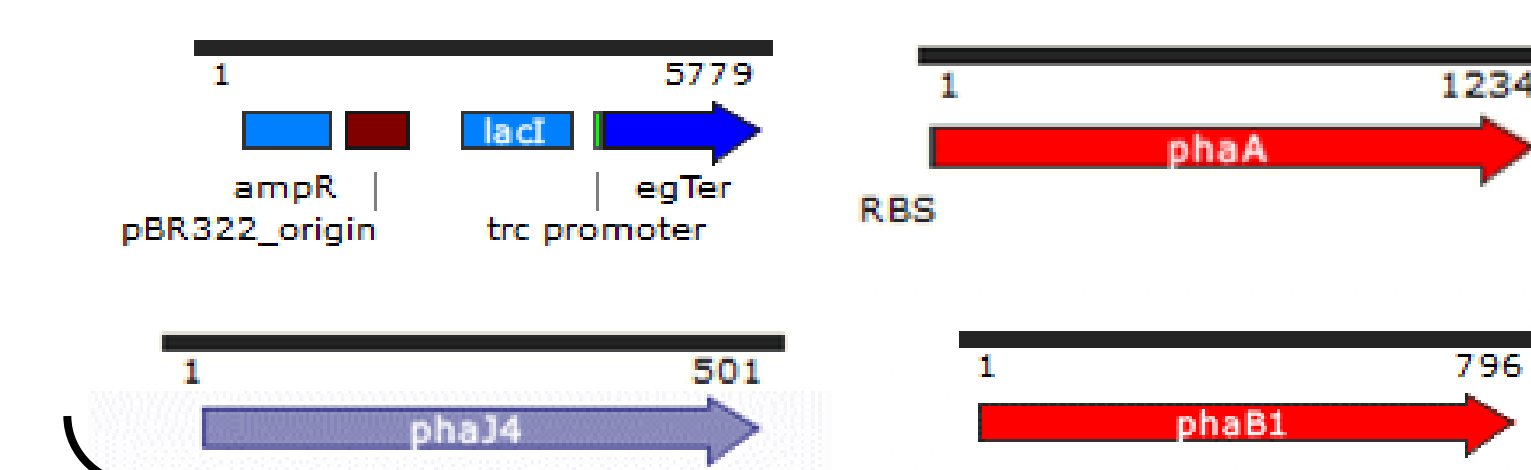 1 5779
lacI
ampR egTer
pBR322_origin trc promoter
1 1234
phaA
RBS
1 501
phaJ4
1 796
phaB1